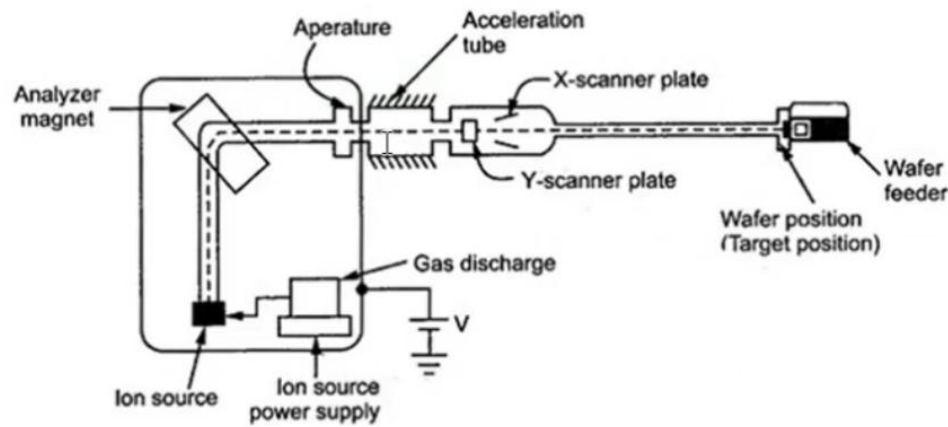 Aperature
Acceleration
tube
X-scanner plate
Analyzer
magnet
Y-scanner plate
Wafer
feeder
Wafer position
(Target position)
Gas discharge
V
Ion source
Ion source
power supply